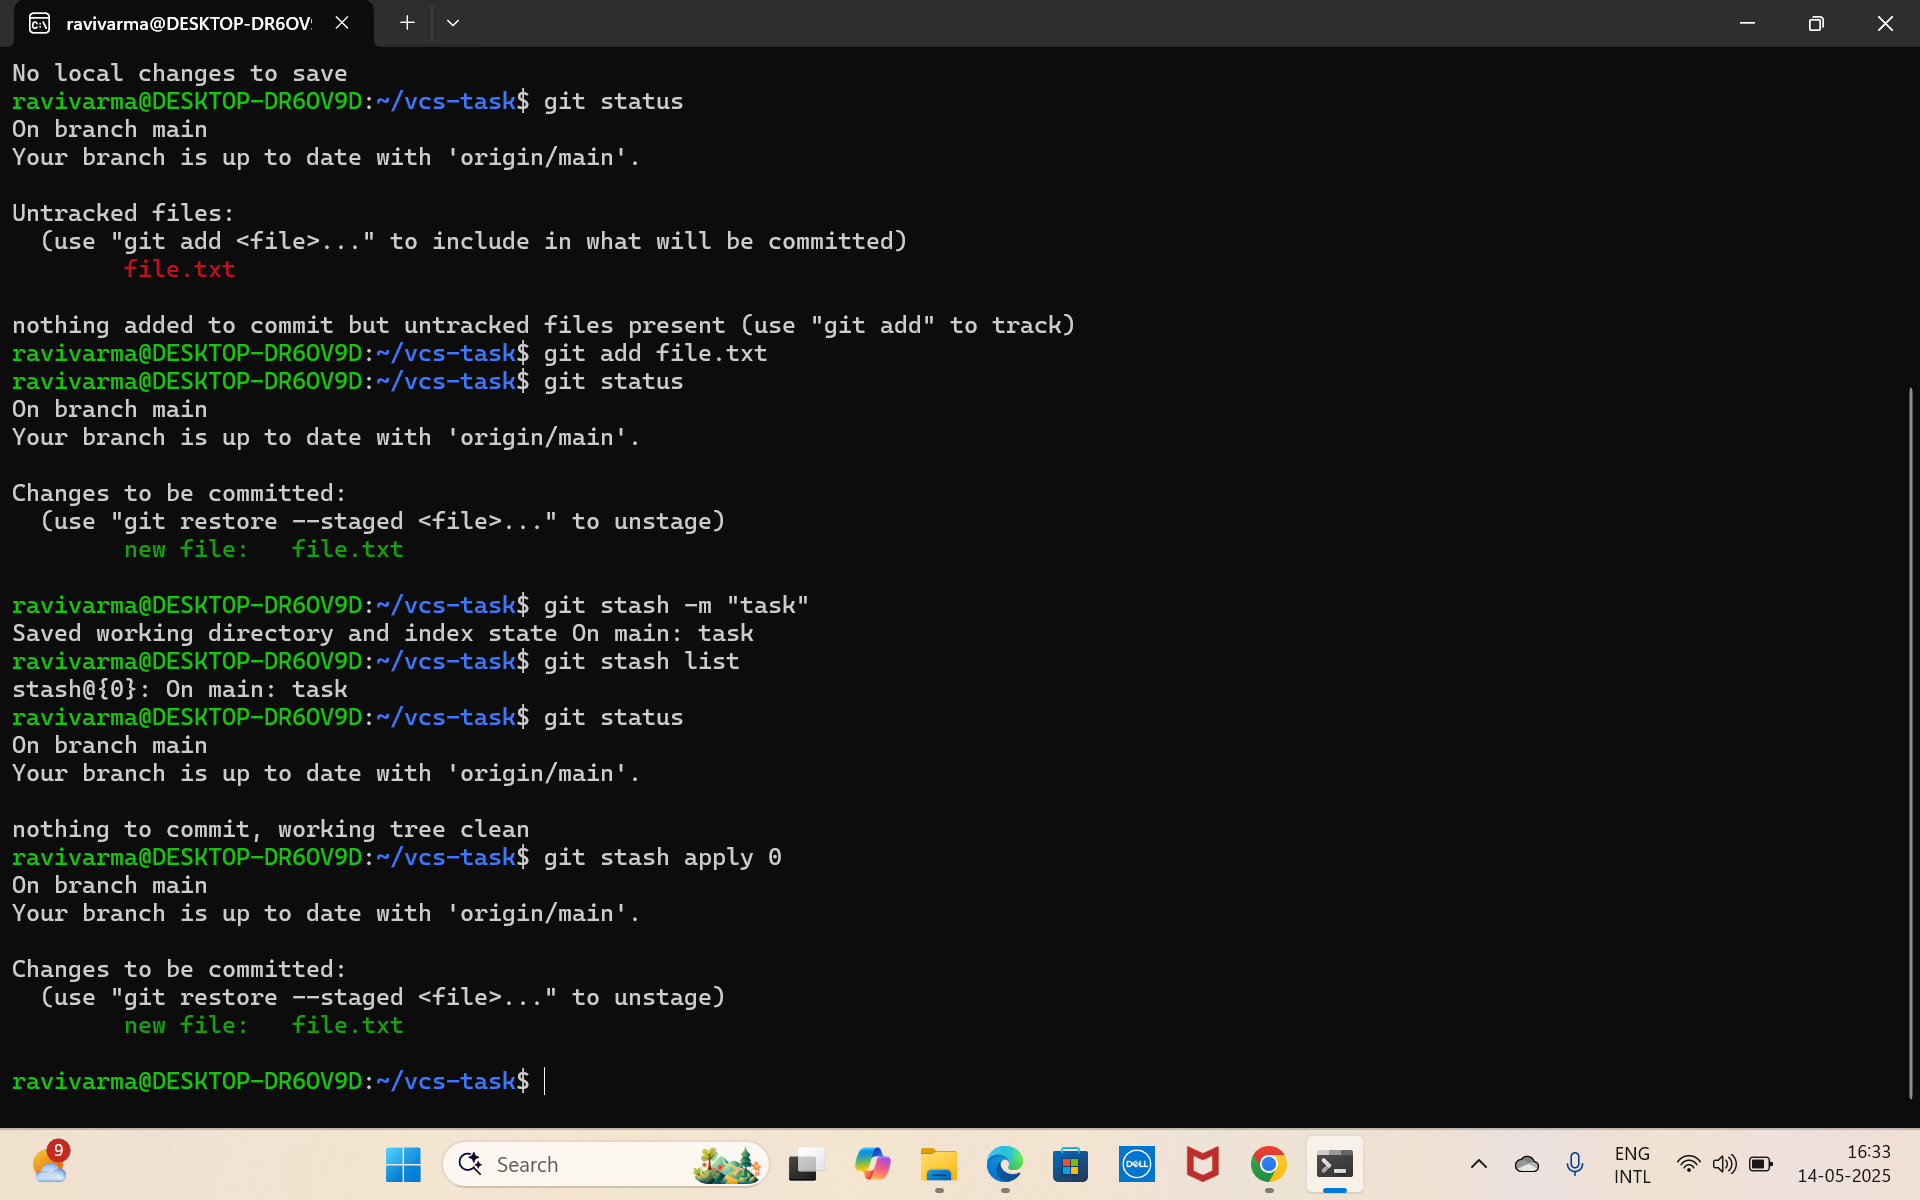 ravivarma@DESKTOP-DR6OV9
No local changes to save
ravivarma@DESKTOP-DR6OV9D:~/vcs-task$ git status
On branch main
Your branch is up to date with 'origin/main'.
Untracked files:
  (use "git add <file>..." to include in what will be committed)
        file.txt
nothing added to commit but untracked files present (use "git add" to track)
ravivarma@DESKTOP-DR6OV9D:~/vcs-task$ git add file.txt
ravivarma@DESKTOP-DR6OV9D:~/vcs-task$ git status
On branch main
Your branch is up to date with 'origin/main'.
Changes to be committed:
  (use "git restore --staged <file>..." to unstage)
        new file:   file.txt
ravivarma@DESKTOP-DR6OV9D:~/vcs-task$ git stash -m "task"
Saved working directory and index state On main: task
ravivarma@DESKTOP-DR6OV9D:~/vcs-task$ git stash list
stash@{0}: On main: task
ravivarma@DESKTOP-DR6OV9D:~/vcs-task$ git status
On branch main
Your branch is up to date with 'origin/main'.
nothing to commit, working tree clean
ravivarma@DESKTOP-DR6OV9D:~/vcs-task$ git stash apply 0
On branch main
Your branch is up to date with 'origin/main'.
Changes to be committed:
  (use "git restore --staged <file>..." to unstage)
        new file:   file.txt
ravivarma@DESKTOP-DR6OV9D:~/vcs-task$
9
Search
DELL
ENG
INTL
16:33
14-05-2025